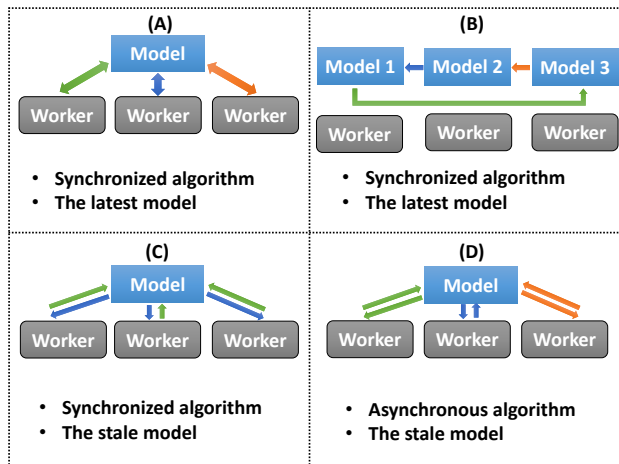 (A)
Model
Worker Worker Worker
• Synchronized algorithm
• The latest model
(B)
Model 1 Model 2 Model 3
Worker Worker Worker
• Synchronized algorithm
• The latest model
(C)
Model
Worker Worker Worker
• Synchronized algorithm
• The stale model
(D)
Model
Worker Worker Worker
• Asynchronous algorithm
• The stale model